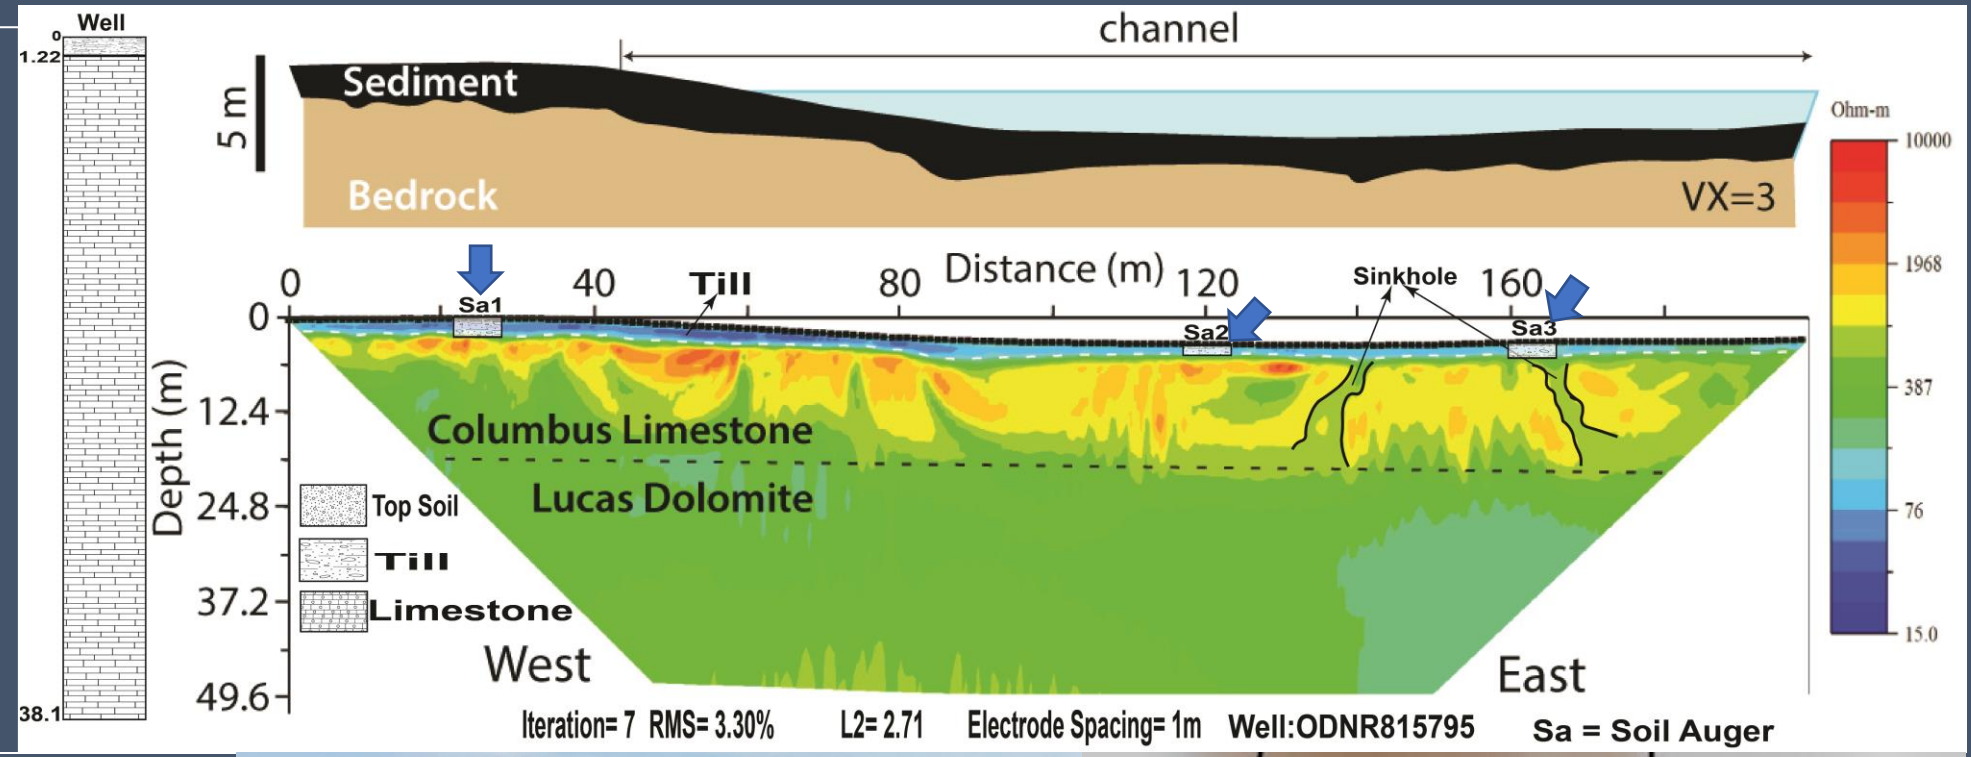 Well
0
1.22
38.1
channel
5 m
Sediment
Bedrock
VX=3
Ohm-m
10000
1968
387
76
15.0
Distance (m)
0 40 80 120 160
Till
Sinkhole
Sa1
Sa2
Sa3
Depth (m)
0
12.4
24.8
37.2
49.6
Columbus Limestone
Lucas Dolomite
Top Soil
Till
Limestone
West
East
Iteration= 7 RMS= 3.30% L2= 2.71 Electrode Spacing= 1m Well:ODNR815795 Sa = Soil Auger